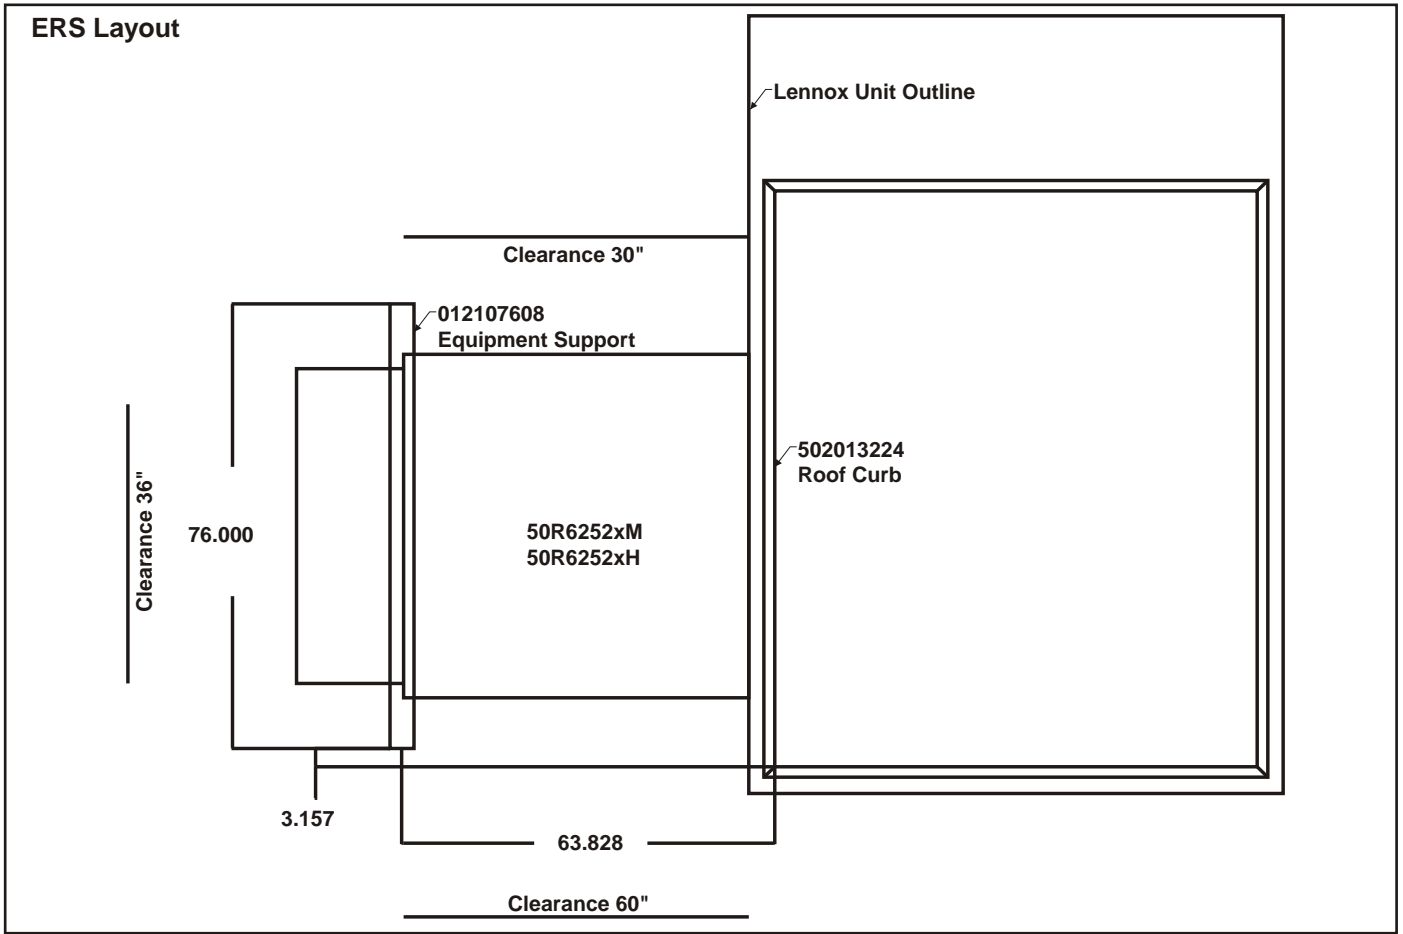 ERS Layout
Lennox Unit Outline
Clearance 30"
012107608
Equipment Support
502013224
Roof Curb
Clearance 36"
76.000
50R6252xM
50R6252xH
3.157
63.828
Clearance 60"